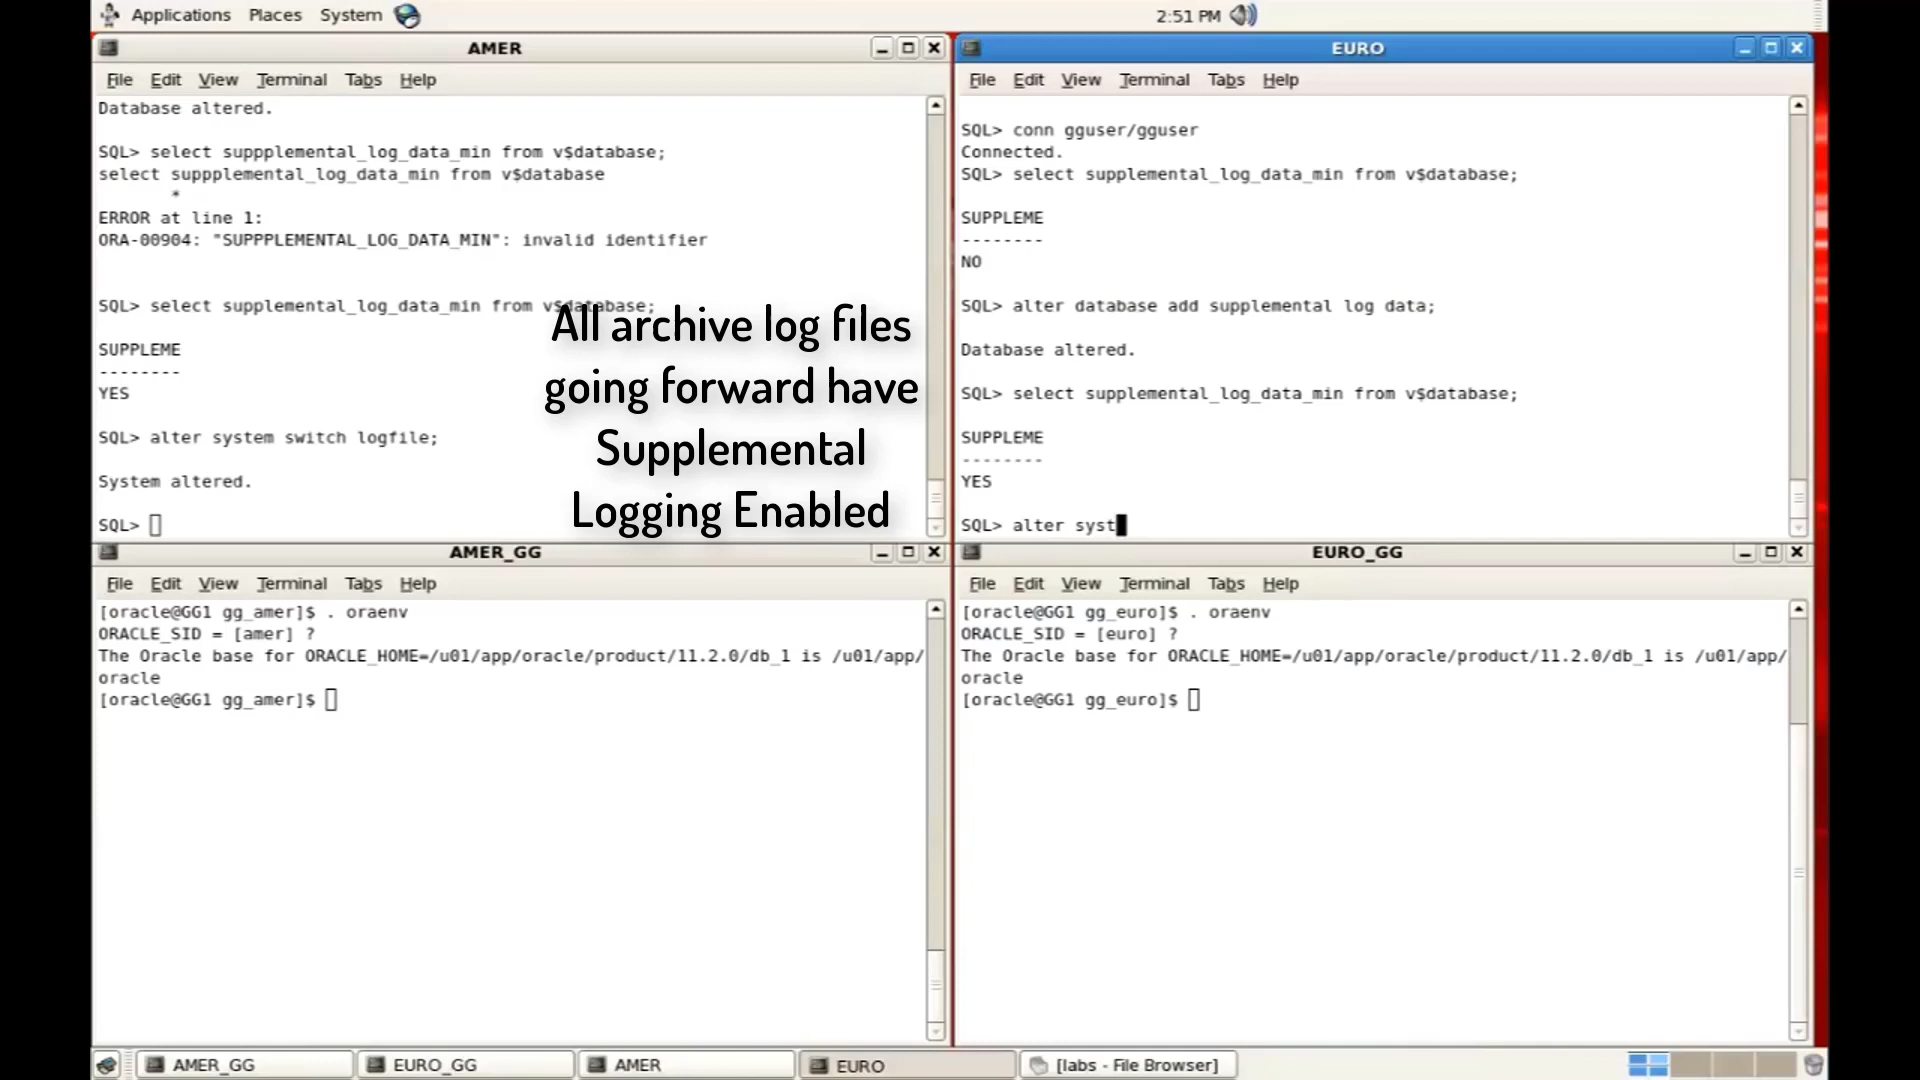 Applications Places System 2:51 PM
AMER
File Edit View Terminal Tabs Help
Database altered.
SQL> select suppplemental_log_data_min from v$database;
select suppplemental_log_data_min from v$database
*
ERROR at line 1:
ORA-00904: "SUPPPLEMENTAL_LOG_DATA_MIN": invalid identifier
SQL> select supplemental_log_data_min from v$database;
SUPPLEME
--------
YES
SQL> alter system switch logfile;
System altered.
SQL>
All archive log files
going forward have
Supplemental
Logging Enabled
EURO
File Edit View Terminal Tabs Help
SQL> conn gguser/gguser
Connected.
SQL> select supplemental_log_data_min from v$database;
SUPPLEME
--------
NO
SQL> alter database add supplemental log data;
Database altered.
SQL> select supplemental_log_data_min from v$database;
SUPPLEME
--------
YES
SQL> alter syst
AMER_GG
File Edit View Terminal Tabs Help
[oracle@GG1 gg_amer]$ . oraenv
ORACLE_SID = [amer] ?
The Oracle base for ORACLE_HOME=/u01/app/oracle/product/11.2.0/db_1 is /u01/app/
oracle
[oracle@GG1 gg_amer]$
EURO_GG
File Edit View Terminal Tabs Help
[oracle@GG1 gg_euro]$ . oraenv
ORACLE_SID = [euro] ?
The Oracle base for ORACLE_HOME=/u01/app/oracle/product/11.2.0/db_1 is /u01/app/
oracle
[oracle@GG1 gg_euro]$
AMER_GG EURO_GG AMER EURO [labs - File Browser]